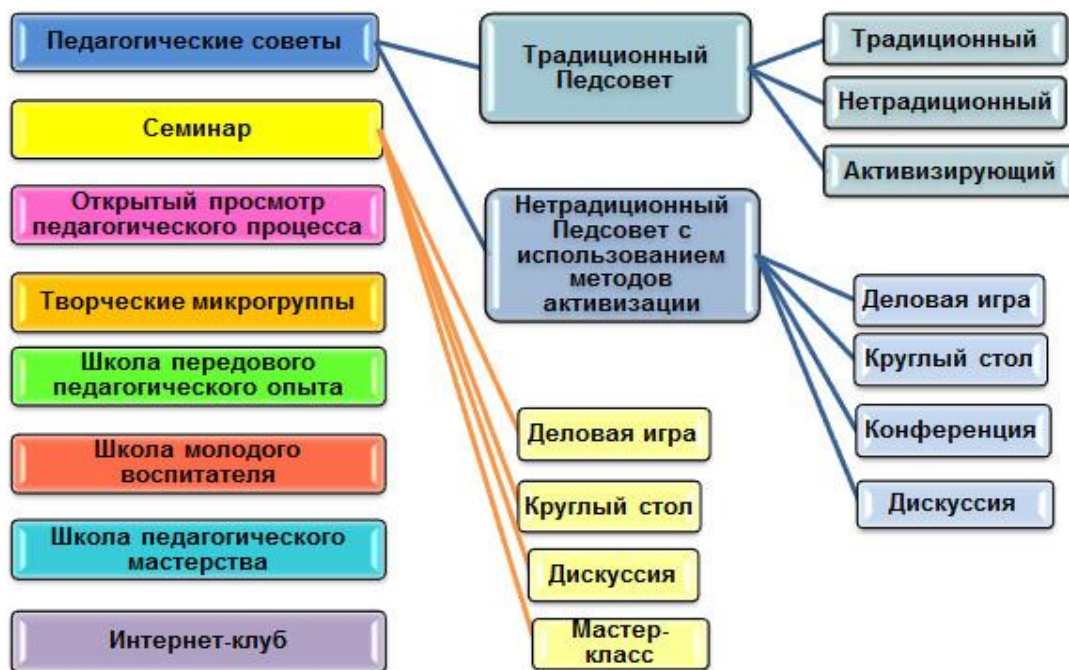 Педагогические советы
Семинар
Открытый просмотр
педагогического процесса
Творческие микрогруппы
Школа передового
педагогического опыта
Школа молодого
воспитателя
Школа педагогического
мастерства
Интернет-клуб
Традиционный
Педсовет
Нетрадиционный
Педсовет с
использованием
методов
активизации
Деловая игра
Круглый стол
Дискуссия
Мастер-
класс
Традиционный
Нетрадиционный
Активизирующий
Деловая игра
Круглый стол
Конференция
Дискуссия